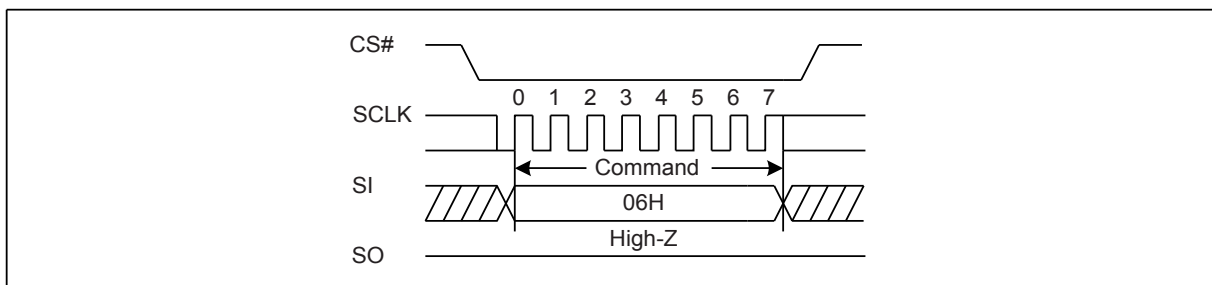 CS#
0 1 2 3 4 5 6 7
SCLK
Command
SI
06H
High-Z
SO